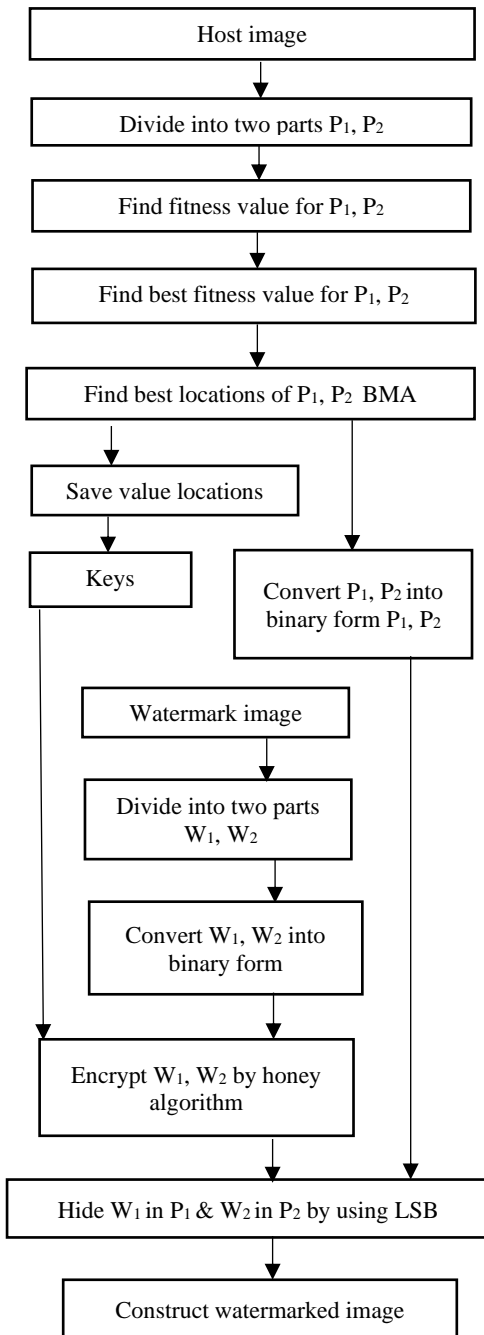 Host image
Divide into two parts P₁, P₂
Find fitness value for P₁, P₂
Find best fitness value for P₁, P₂
Find best locations of P₁, P₂ BMA
Save value locations
Keys
Convert P₁, P₂ into
binary form P₁, P₂
Watermark image
Divide into two parts
W₁, W₂
Convert W₁, W₂ into
binary form
Encrypt W₁, W₂ by honey
algorithm
Hide W₁ in P₁ & W₂ in P₂ by using LSB
Construct watermarked image